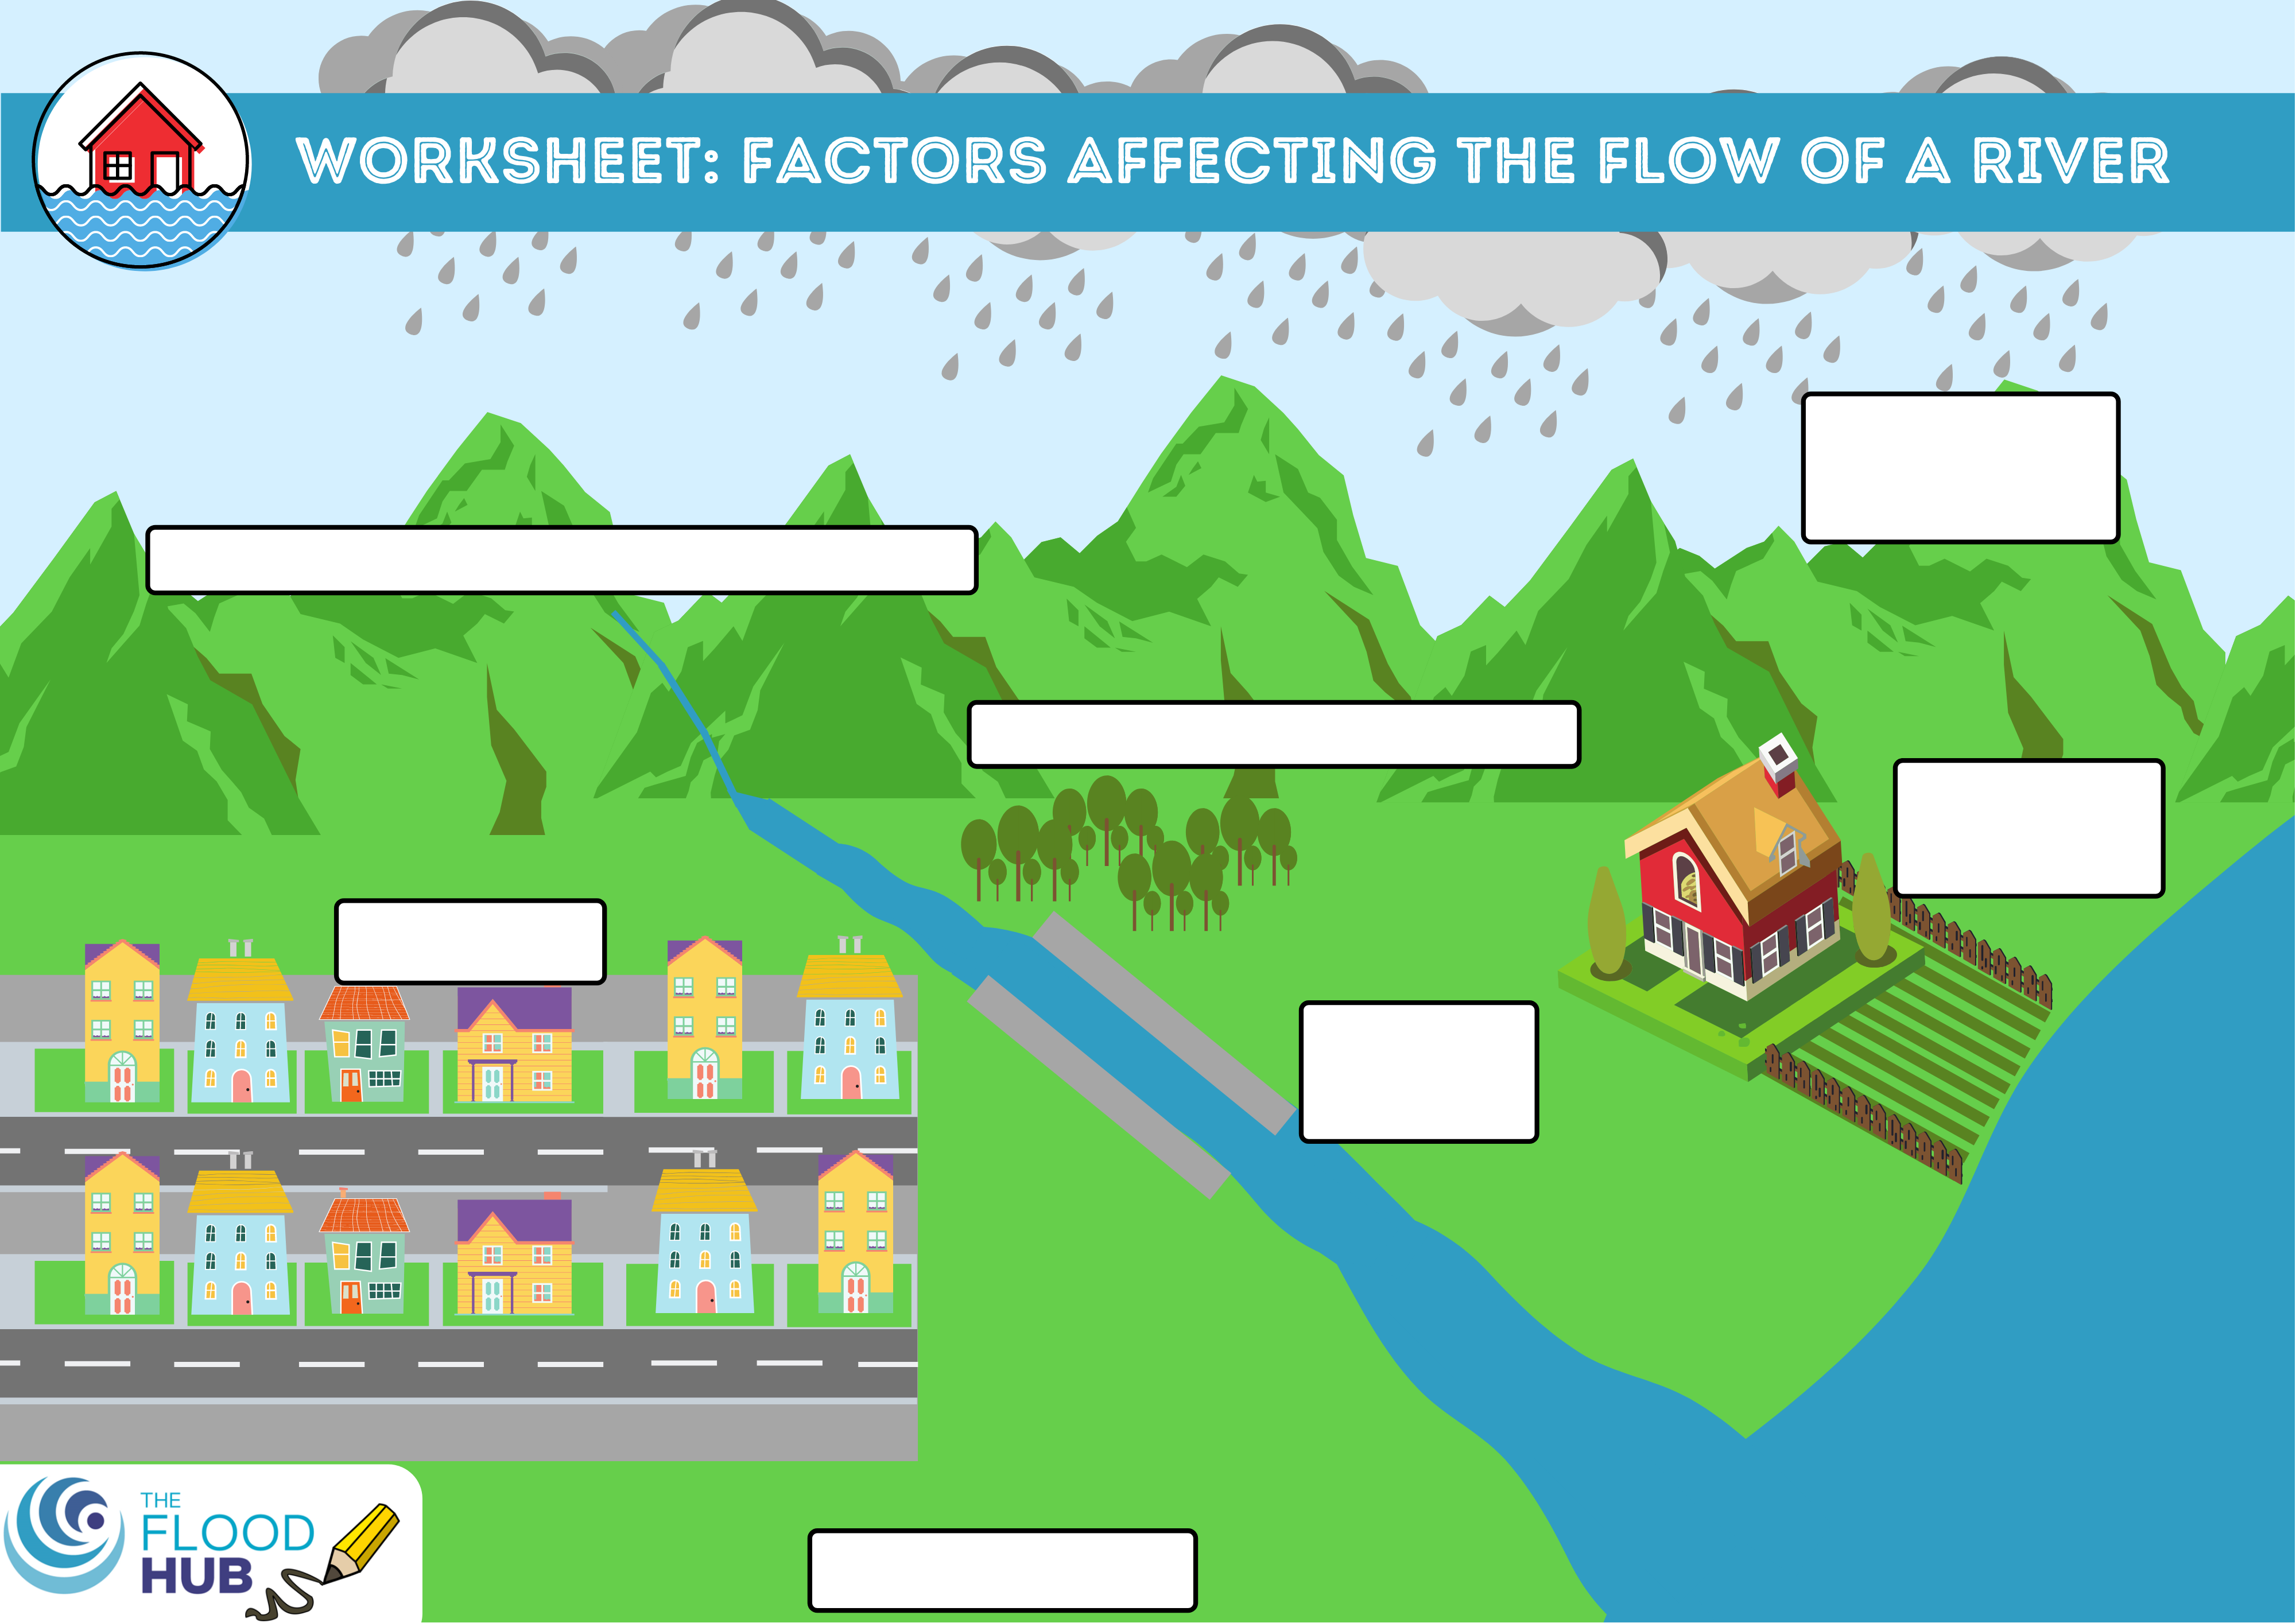 WORKSHEET: FACTORS AFFECTING THE FLOW OF A RIVER
THE
FLOOD
HUB